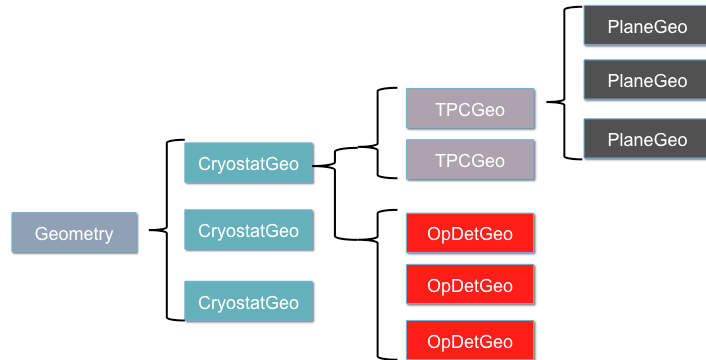 Geometry
CryostatGeo
CryostatGeo
CryostatGeo
TPCGeo
TPCGeo
OpDetGeo
OpDetGeo
OpDetGeo
PlaneGeo
PlaneGeo
PlaneGeo